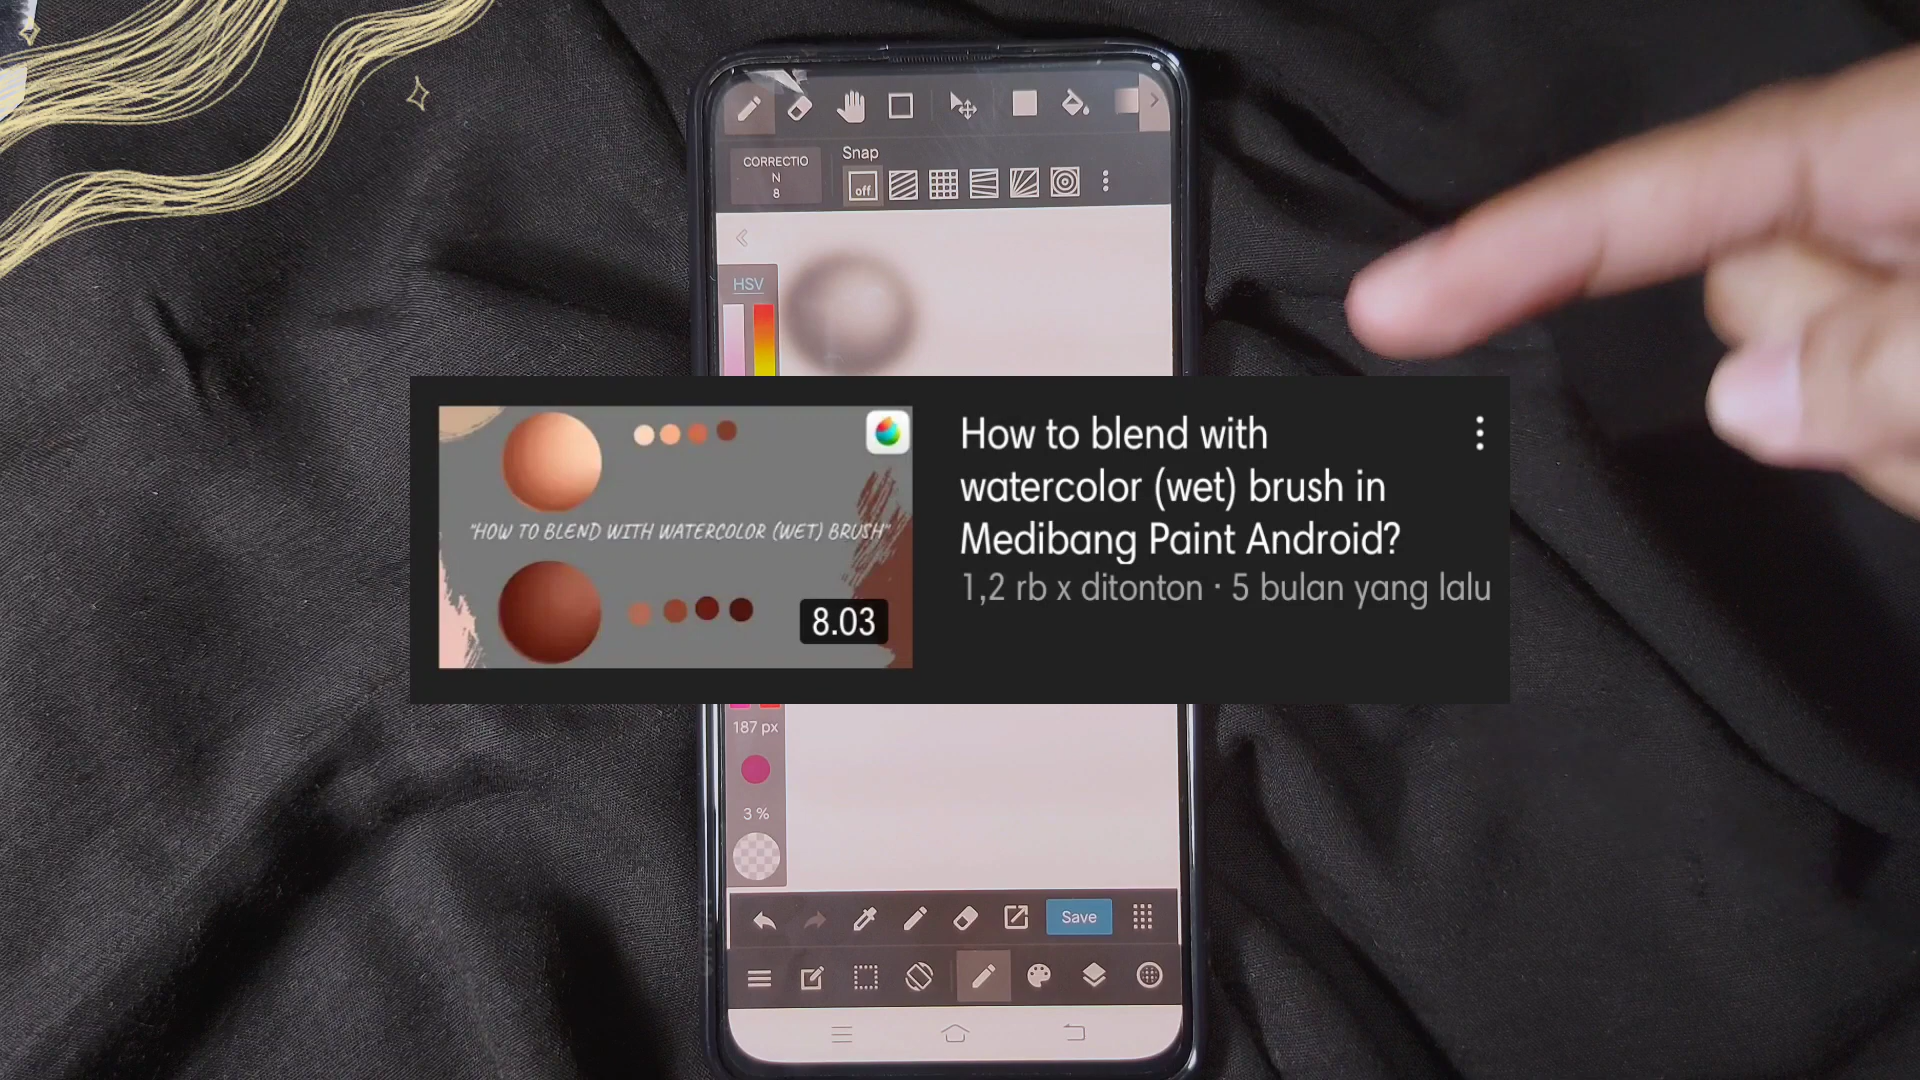 CORRECTIO
N
8
Snap
off
HSV
"HOW TO BLEND WITH WATERCOLOR (WET) BRUSH"
8.03
How to blend with
watercolor (wet) brush in
Medibang Paint Android?
1,2 rb x ditonton · 5 bulan yang lalu
187 px
3 %
Save